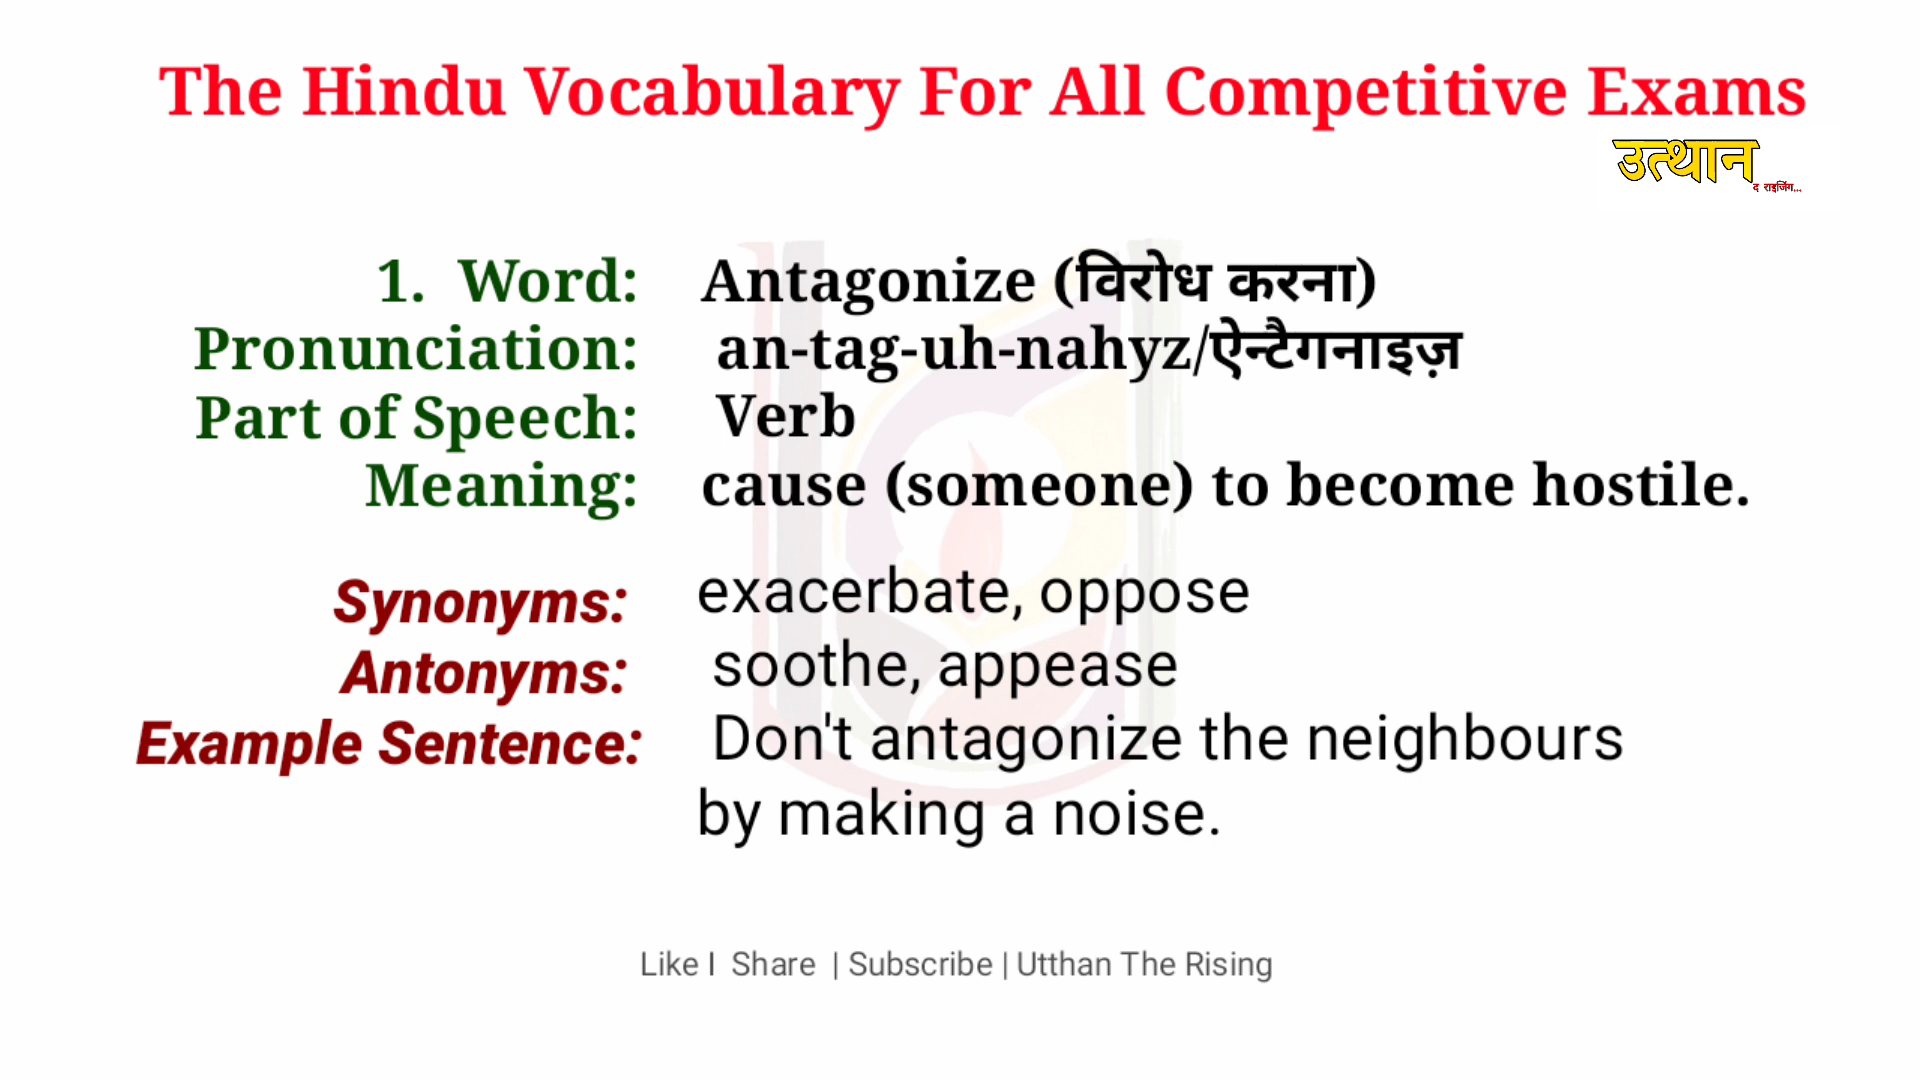 The Hindu Vocabulary For All Competitive Exams
उत्थान
द राइजिंग...
1. Word: Antagonize (विरोध करना)
Pronunciation: an-tag-uh-nahyz/ऐन्टैगनाइज़
Part of Speech: Verb
Meaning: cause (someone) to become hostile.
Synonyms: exacerbate, oppose
Antonyms: soothe, appease
Example Sentence: Don't antagonize the neighbours
by making a noise.
Like I Share | Subscribe | Utthan The Rising